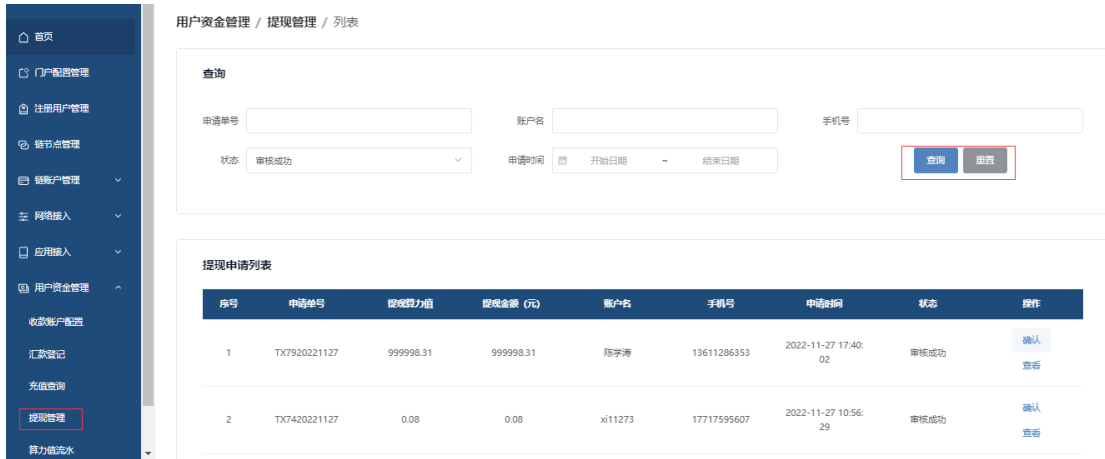 用户资金管理 / 提现管理 / 列表
首页
门户配置管理
注册用户管理
链节点管理
链账户管理
网络接入
应用接入
用户资金管理
收款账户配置
汇款登记
充值查询
提现管理
算力值流水
查询
申请单号 账户名 手机号
状态 审核成功 申请时间 开始日期 ~ 结束日期 查询 重置
提现申请列表
序号 申请单号 提现算力值 提现金额 (元) 账户名 手机号 申请时间 状态 操作
1 TX7920221127 999998.31 999998.31 陈学涛 13611286353 2022-11-27 17:40:02 审核成功 确认 查看
2 TX7420221127 0.08 0.08 xi11273 17717595607 2022-11-27 10:56:29 审核成功 确认 查看